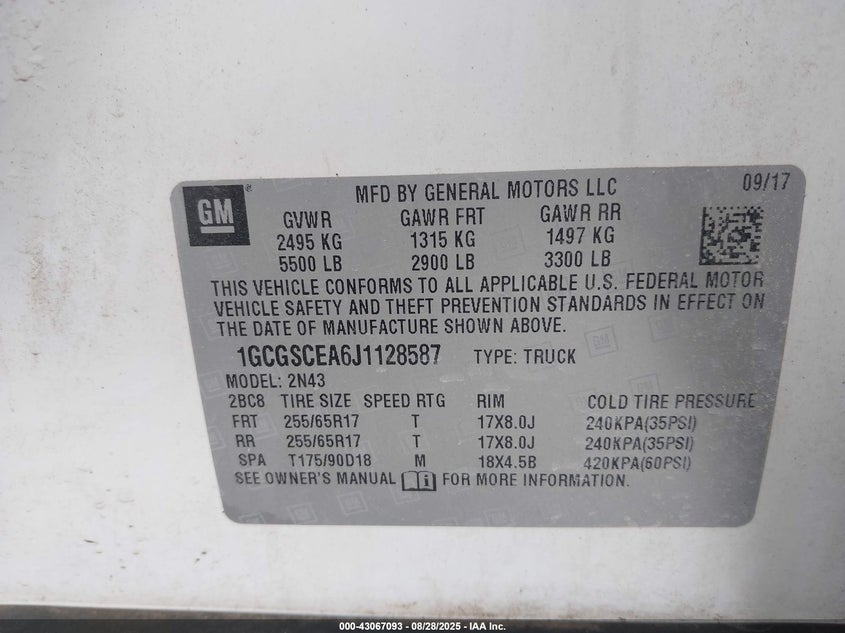 GM ®
MFD BY GENERAL MOTORS LLC
09/17
GVWR GAWR FRT GAWR RR
2495 KG 1315 KG 1497 KG
5500 LB 2900 LB 3300 LB
THIS VEHICLE CONFORMS TO ALL APPLICABLE U.S. FEDERAL MOTOR
VEHICLE SAFETY AND THEFT PREVENTION STANDARDS IN EFFECT ON
THE DATE OF MANUFACTURE SHOWN ABOVE.
1GCGSCEA6J1128587 TYPE: TRUCK
MODEL: 2N43
2BC8 TIRE SIZE SPEED RTG RIM COLD TIRE PRESSURE
FRT 255/65R17 T 17X8.0J 240KPA(35PSI)
RR 255/65R17 T 17X8.0J 240KPA(35PSI)
SPA T175/90D18 M 18X4.5B 420KPA(60PSI)
SEE OWNER'S MANUAL FOR MORE INFORMATION.
000-43067093 - 08/28/2025 - IAA Inc.